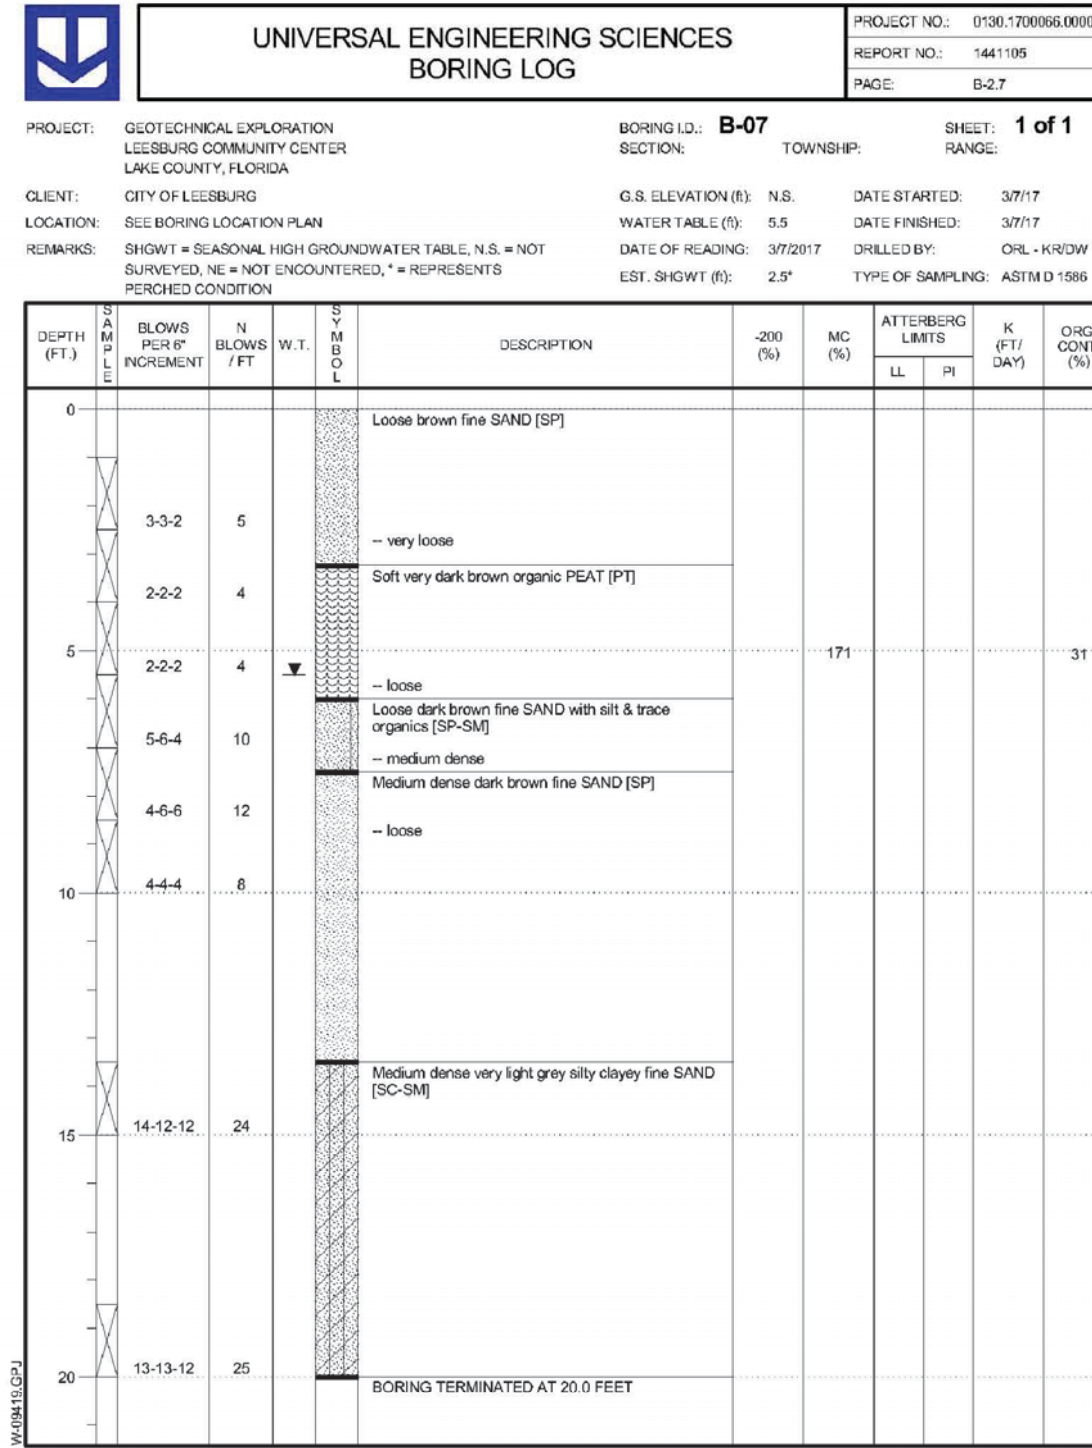 UNIVERSAL ENGINEERING SCIENCES
BORING LOG
PROJECT NO.: 0130.1700066.0000
REPORT NO.: 1441105
PAGE: B-2.7
PROJECT: GEOTECHNICAL EXPLORATION
LEESBURG COMMUNITY CENTER
LAKE COUNTY, FLORIDA
BORING I.D.: B-07 SHEET: 1 of 1
SECTION: TOWNSHIP: RANGE:
CLIENT: CITY OF LEESBURG
G.S. ELEVATION (ft): N.S. DATE STARTED: 3/7/17
LOCATION: SEE BORING LOCATION PLAN
WATER TABLE (ft): 5.5 DATE FINISHED: 3/7/17
REMARKS: SHGWT = SEASONAL HIGH GROUNDWATER TABLE, N.S. = NOT
SURVEYED, NE = NOT ENCOUNTERED, * = REPRESENTS
PERCHED CONDITION
DATE OF READING: 3/7/2017 DRILLED BY: ORL - KR/DW
EST. SHGWT (ft): 2.5* TYPE OF SAMPLING: ASTM D 1586
DEPTH
(FT.)
SAMPLE
BLOWS
PER 6"
INCREMENT
N
BLOWS
/ FT
W.T.
SYMBOL
DESCRIPTION
-200
(%)
MC
(%)
ATTERBERG
LIMITS
LL PI
K
(FT/
DAY)
ORG
CONT
(%)
0
Loose brown fine SAND [SP]
3-3-2 5
-- very loose
Soft very dark brown organic PEAT [PT]
2-2-2 4
5
171 31
2-2-2 4
-- loose
Loose dark brown fine SAND with silt & trace
organics [SP-SM]
5-6-4 10
-- medium dense
Medium dense dark brown fine SAND [SP]
4-6-6 12
-- loose
4-4-4 8
10
Medium dense very light grey silty clayey fine SAND
[SC-SM]
14-12-12 24
15
13-13-12 25
20
BORING TERMINATED AT 20.0 FEET
W-09419.GPJ